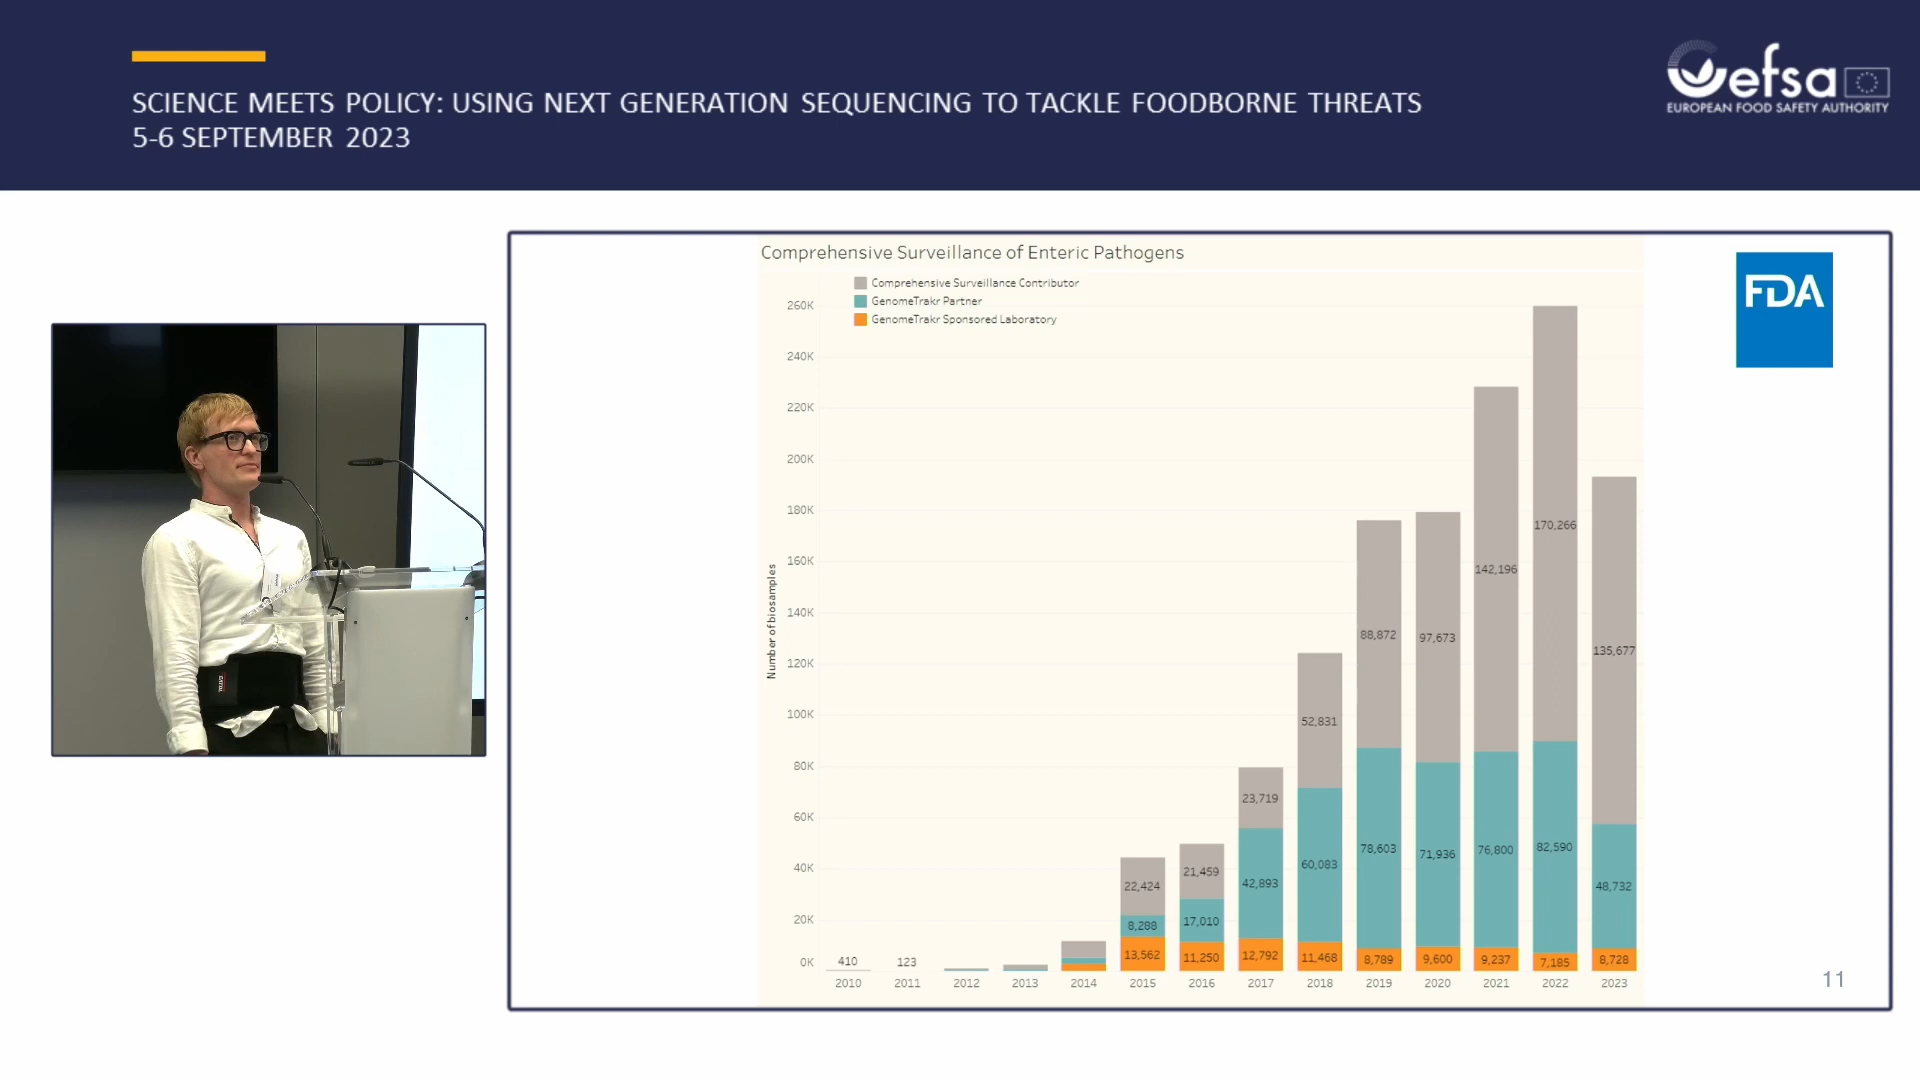 SCIENCE MEETS POLICY: USING NEXT GENERATION SEQUENCING TO TACKLE FOODBORNE THREATS
5-6 SEPTEMBER 2023
efsa
EUROPEAN FOOD SAFETY AUTHORITY
Comprehensive Surveillance of Enteric Pathogens
Comprehensive Surveillance Contributor
GenomeTrakr Partner
GenomeTrakr Sponsored Laboratory
FDA
Number of biosamples
260K
240K
220K
200K
180K
160K
140K
120K
100K
80K
60K
40K
20K
0K
410
123
22,424
8,288
13,562
21,459
17,010
11,250
23,719
42,893
12,792
52,831
60,083
11,468
88,872
78,603
8,789
97,673
71,936
9,600
142,196
76,800
9,237
170,266
82,590
7,185
135,677
48,732
8,728
2010 2011 2012 2013 2014 2015 2016 2017 2018 2019 2020 2021 2022 2023
11